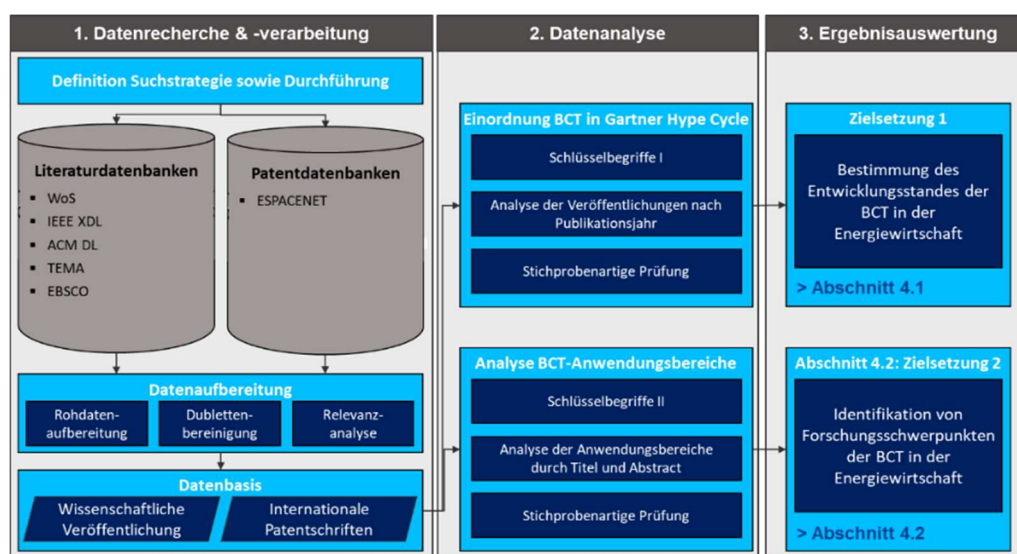 1. Datenrecherche & -verarbeitung
Definition Suchstrategie sowie Durchführung
Literaturdatenbanken
▪ WoS
▪ IEEE XDL
▪ ACM DL
▪ TEMA
▪ EBSCO
Patentdatenbanken
▪ ESPACENET
Datenaufbereitung
Rohdaten-
aufbereitung
Dubletten-
bereinigung
Relevanz-
analyse
Datenbasis
Wissenschaftliche
Veröffentlichung
Internationale
Patentschriften
2. Datenanalyse
Einordnung BCT in Gartner Hype Cycle
Schlüsselbegriffe I
Analyse der Veröffentlichungen nach
Publikationsjahr
Stichprobenartige Prüfung
Analyse BCT-Anwendungsbereiche
Schlüsselbegriffe II
Analyse der Anwendungsbereiche
durch Titel und Abstract
Stichprobenartige Prüfung
3. Ergebnisauswertung
Zielsetzung 1
Bestimmung des
Entwicklungsstandes der
BCT in der
Energiewirtschaft
> Abschnitt 4.1
Abschnitt 4.2: Zielsetzung 2
Identifikation von
Forschungsschwerpunkten
der BCT in der
Energiewirtschaft
> Abschnitt 4.2